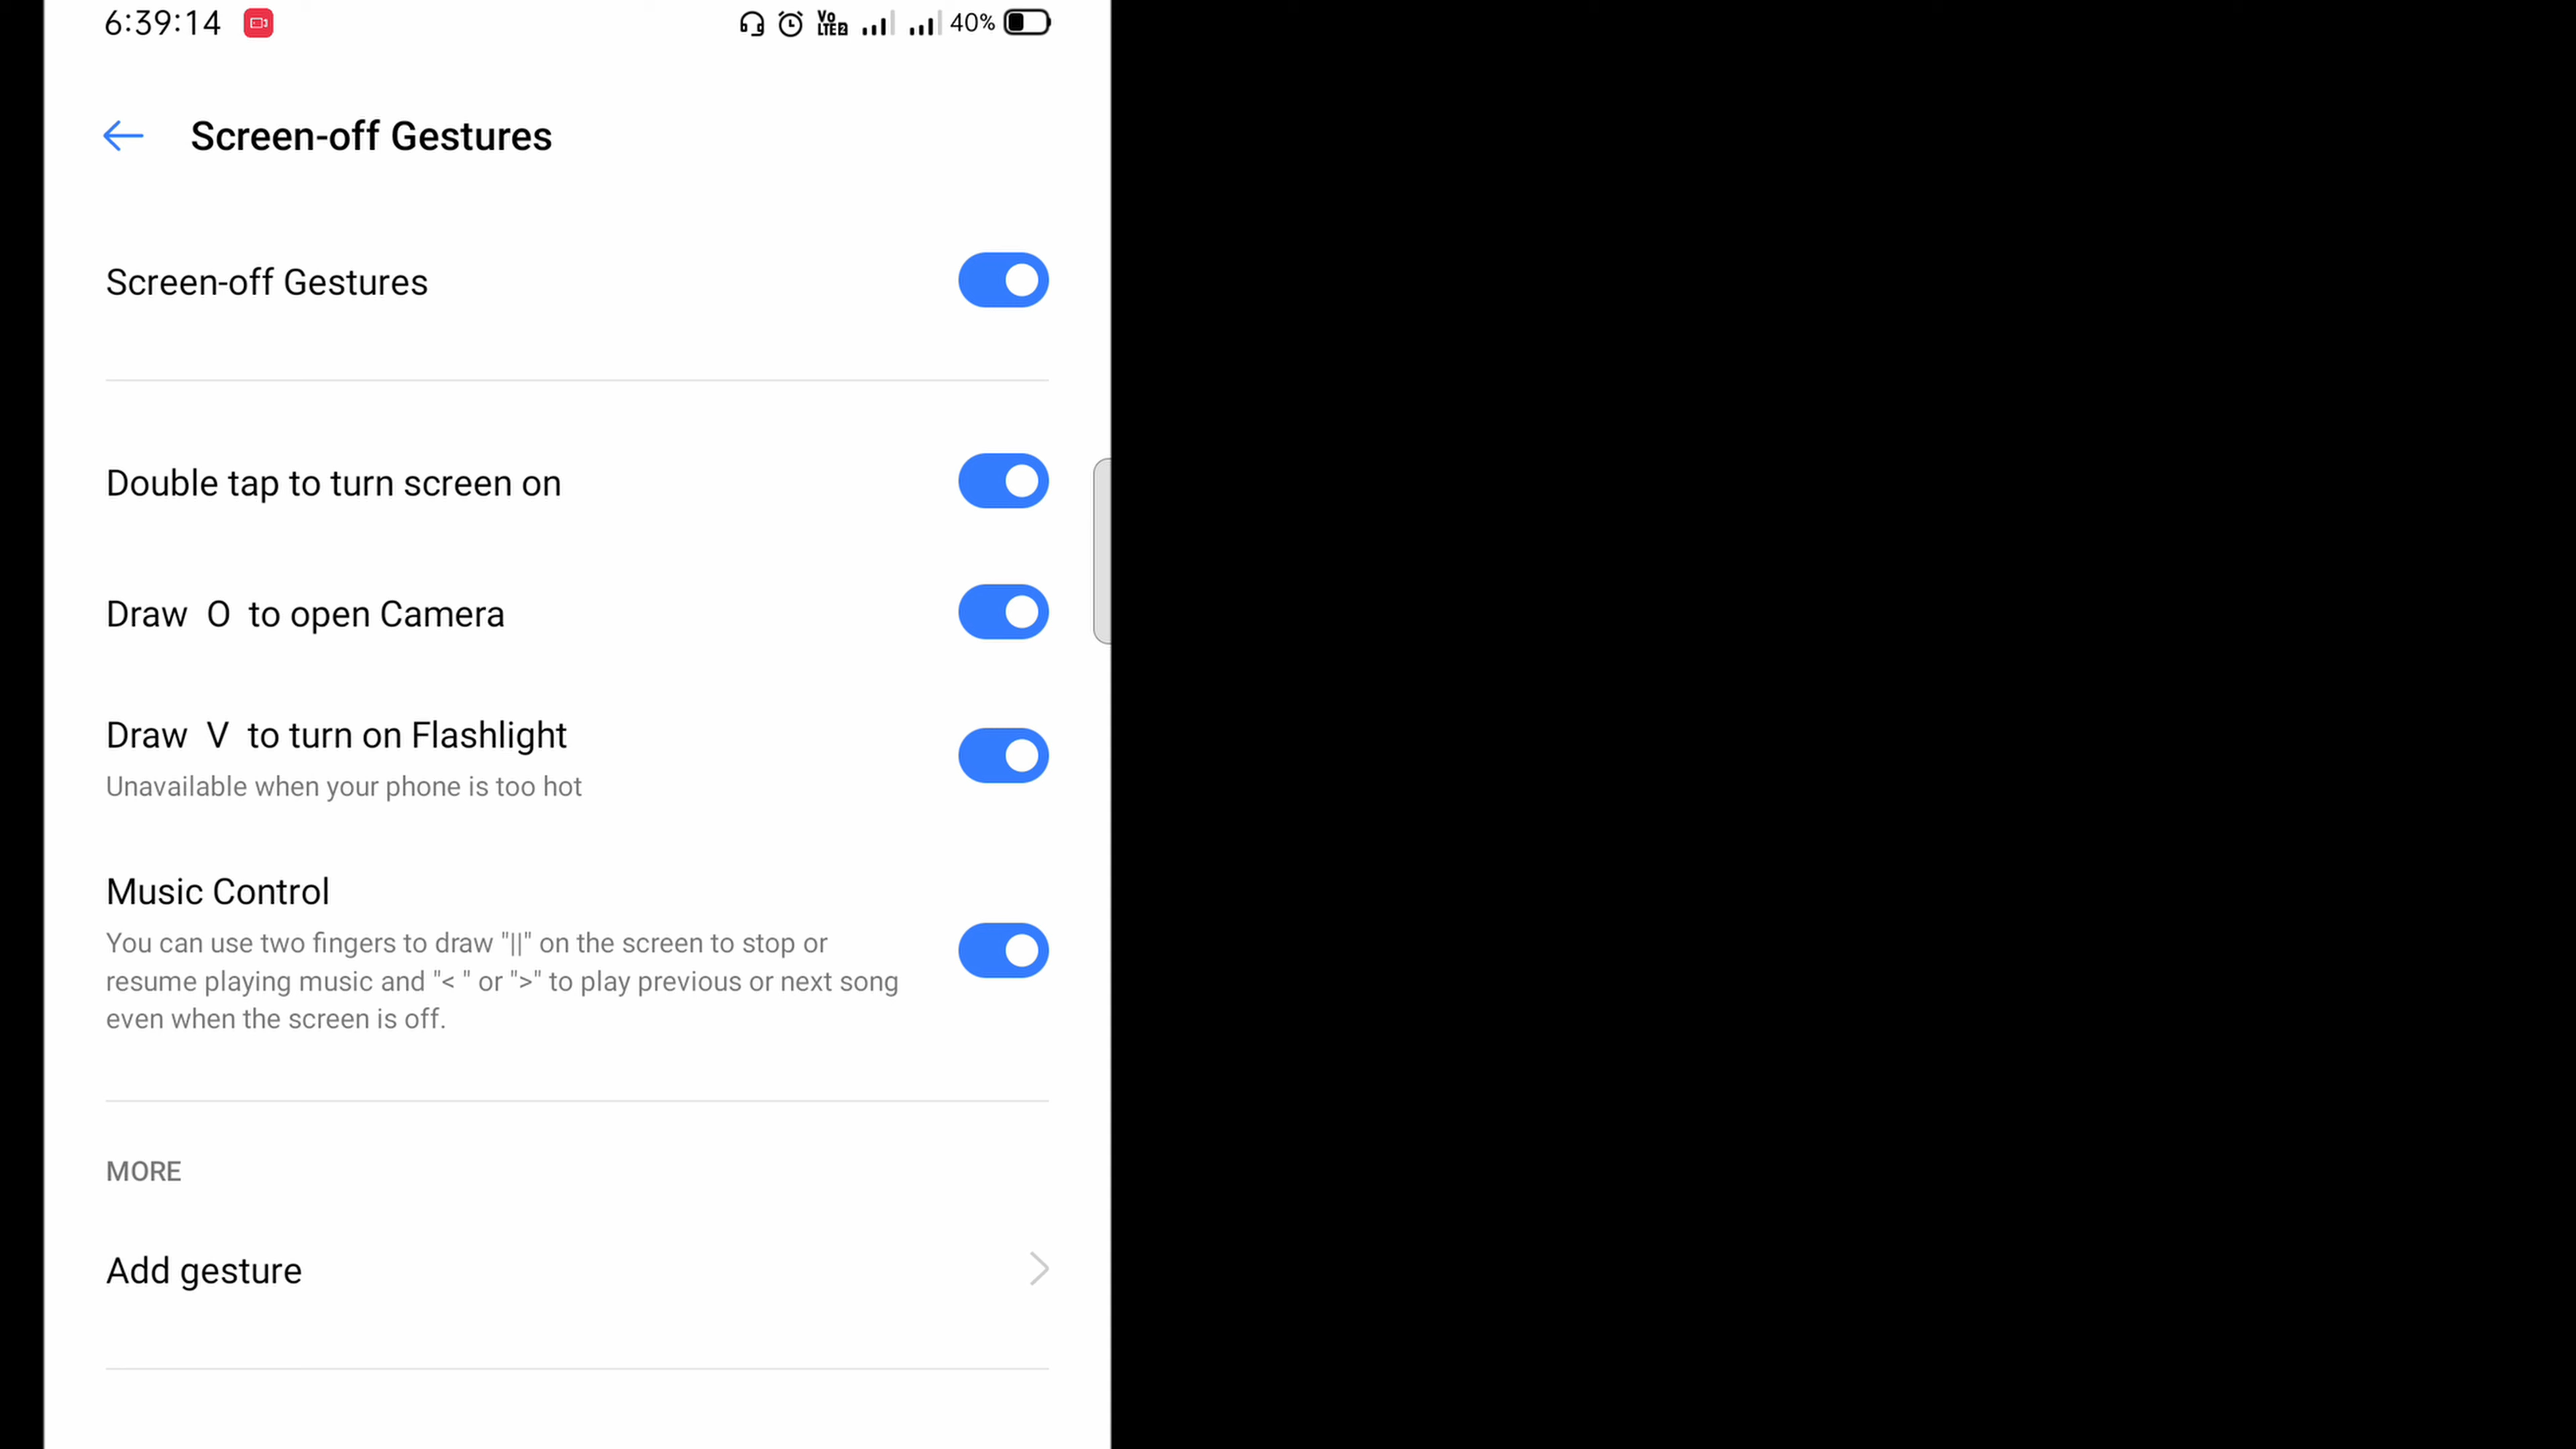 6:39:14
Vo LTE2 40%
Screen-off Gestures
Screen-off Gestures
Double tap to turn screen on
Draw O to open Camera
Draw V to turn on Flashlight
Unavailable when your phone is too hot
Music Control
You can use two fingers to draw "||" on the screen to stop or
resume playing music and "< " or ">" to play previous or next song
even when the screen is off.
MORE
Add gesture